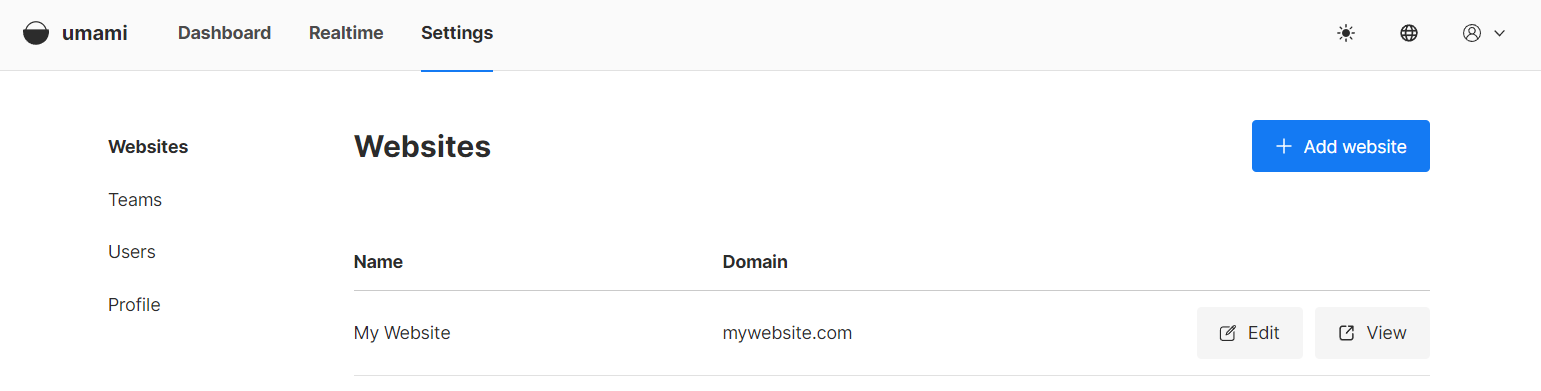 umami Dashboard Realtime Settings
Websites
Teams
Users
Profile
Websites
Add website
Name Domain
My Website mywebsite.com Edit View